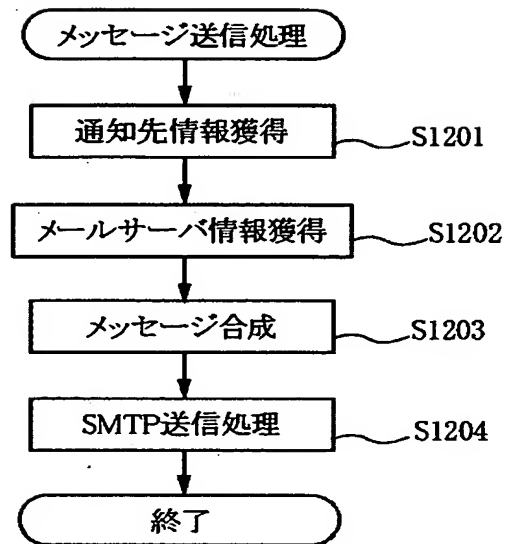 メッセージ送信処理
通知先情報獲得
S1201
メールサーバ情報獲得
S1202
メッセージ合成
S1203
SMTP送信処理
S1204
終了